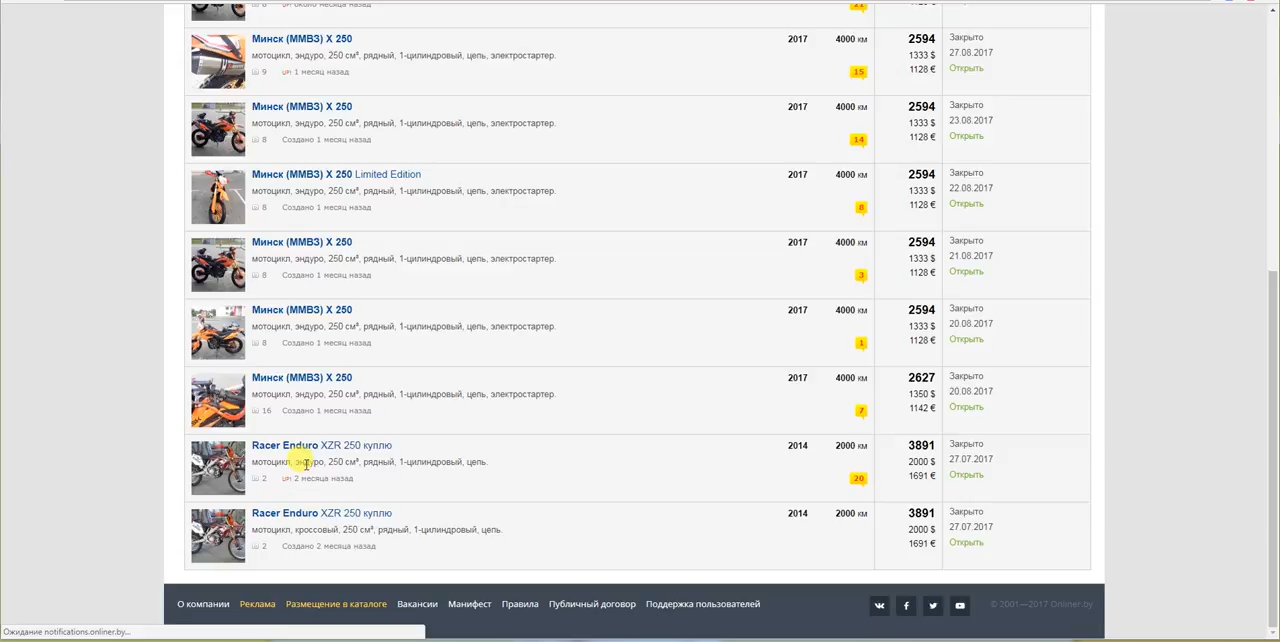 8 UP! около месяца назад 21 1128 €
Минск (ММВЗ) X 250 2017 4000 км 2594 Закрыто
мотоцикл, эндуро, 250 см³, рядный, 1-цилиндровый, цепь, электростартер. 1333 $ 27.08.2017
9 UP! 1 месяц назад 15 1128 € Открыть
Минск (ММВЗ) X 250 2017 4000 км 2594 Закрыто
мотоцикл, эндуро, 250 см³, рядный, 1-цилиндровый, цепь, электростартер. 1333 $ 23.08.2017
8 Создано 1 месяц назад 14 1128 € Открыть
Минск (ММВЗ) X 250 Limited Edition 2017 4000 км 2594 Закрыто
мотоцикл, эндуро, 250 см³, рядный, 1-цилиндровый, цепь, электростартер. 1333 $ 22.08.2017
8 Создано 1 месяц назад 8 1128 € Открыть
Минск (ММВЗ) X 250 2017 4000 км 2594 Закрыто
мотоцикл, эндуро, 250 см³, рядный, 1-цилиндровый, цепь, электростартер. 1333 $ 21.08.2017
8 Создано 1 месяц назад 3 1128 € Открыть
Минск (ММВЗ) X 250 2017 4000 км 2594 Закрыто
мотоцикл, эндуро, 250 см³, рядный, 1-цилиндровый, цепь, электростартер. 1333 $ 20.08.2017
8 Создано 1 месяц назад 1 1128 € Открыть
Минск (ММВЗ) X 250 2017 4000 км 2627 Закрыто
мотоцикл, эндуро, 250 см³, рядный, 1-цилиндровый, цепь, электростартер. 1350 $ 20.08.2017
16 Создано 1 месяц назад 7 1142 € Открыть
Racer Enduro XZR 250 куплю 2014 2000 км 3891 Закрыто
мотоцикл, эндуро, 250 см³, рядный, 1-цилиндровый, цепь. 2000 $ 27.07.2017
2 UP! 2 месяца назад 20 1691 € Открыть
Racer Enduro XZR 250 куплю 2014 2000 км 3891 Закрыто
мотоцикл, кроссовый, 250 см³, рядный, 1-цилиндровый, цепь. 2000 $ 27.07.2017
2 Создано 2 месяца назад 1691 € Открыть
О компании Реклама Размещение в каталоге Вакансии Манифест Правила Публичный договор Поддержка пользователей © 2001—2017 Onliner.by
Ожидание notifications.onliner.by...